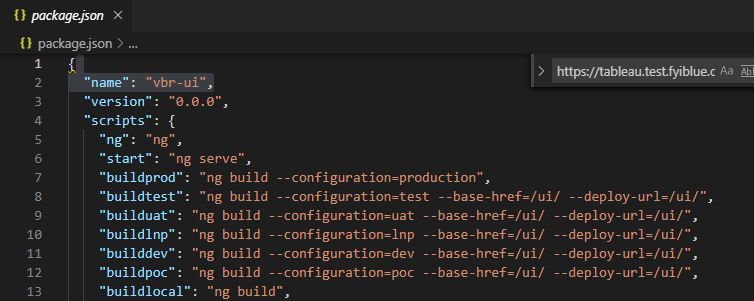 {} package.json ×
{} package.json > ...
> https://tableau.test.fyiblue.c Aa Ab
1 {
2 "name": "vbr-ui",
3 "version": "0.0.0",
4 "scripts": {
5 "ng": "ng",
6 "start": "ng serve",
7 "buildprod": "ng build --configuration=production",
8 "buildtest": "ng build --configuration=test --base-href=/ui/ --deploy-url=/ui/",
9 "builduat": "ng build --configuration=uat --base-href=/ui/ --deploy-url=/ui/",
10 "buildlnp": "ng build --configuration=lnp --base-href=/ui/ --deploy-url=/ui/",
11 "builddev": "ng build --configuration=dev --base-href=/ui/ --deploy-url=/ui/",
12 "buildpoc": "ng build --configuration=poc --base-href=/ui/ --deploy-url=/ui/",
13 "buildlocal": "ng build",